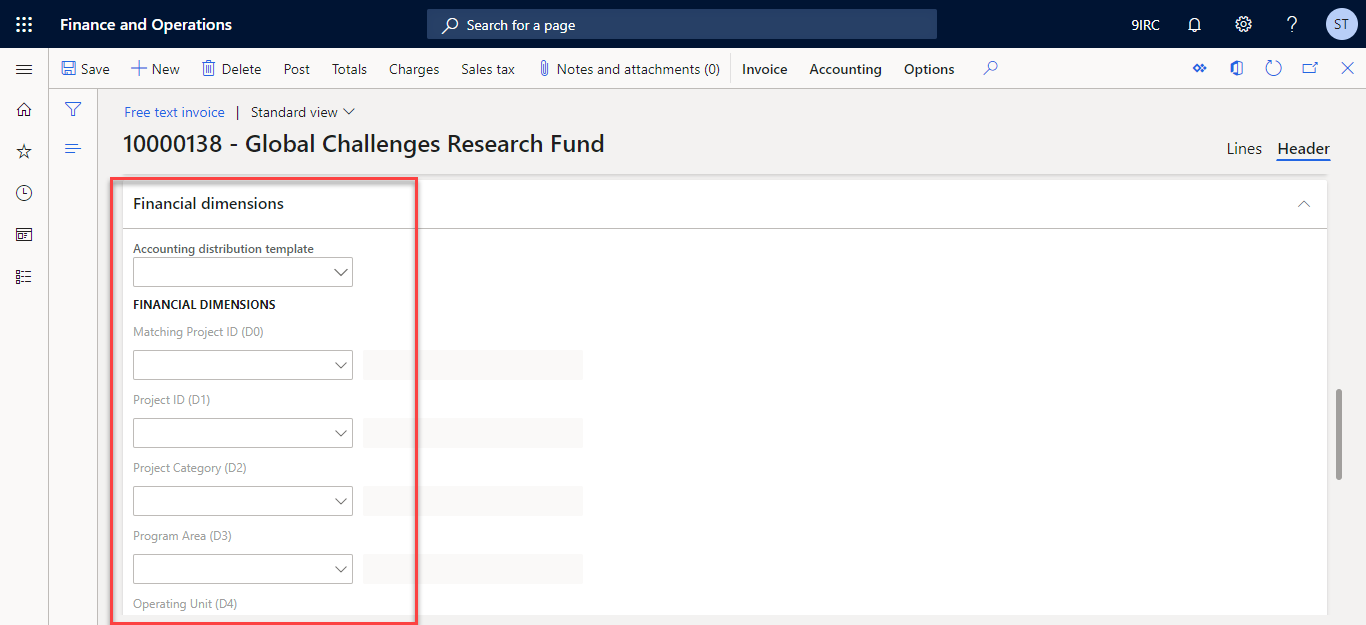 Finance and Operations
Search for a page
9IRC
?
ST
Save
New
Delete
Post
Totals
Charges
Sales tax
Notes and attachments (0)
Invoice
Accounting
Options
Free text invoice | Standard view
10000138 - Global Challenges Research Fund
Lines
Header
Financial dimensions
Accounting distribution template
FINANCIAL DIMENSIONS
Matching Project ID (D0)
Project ID (D1)
Project Category (D2)
Program Area (D3)
Operating Unit (D4)